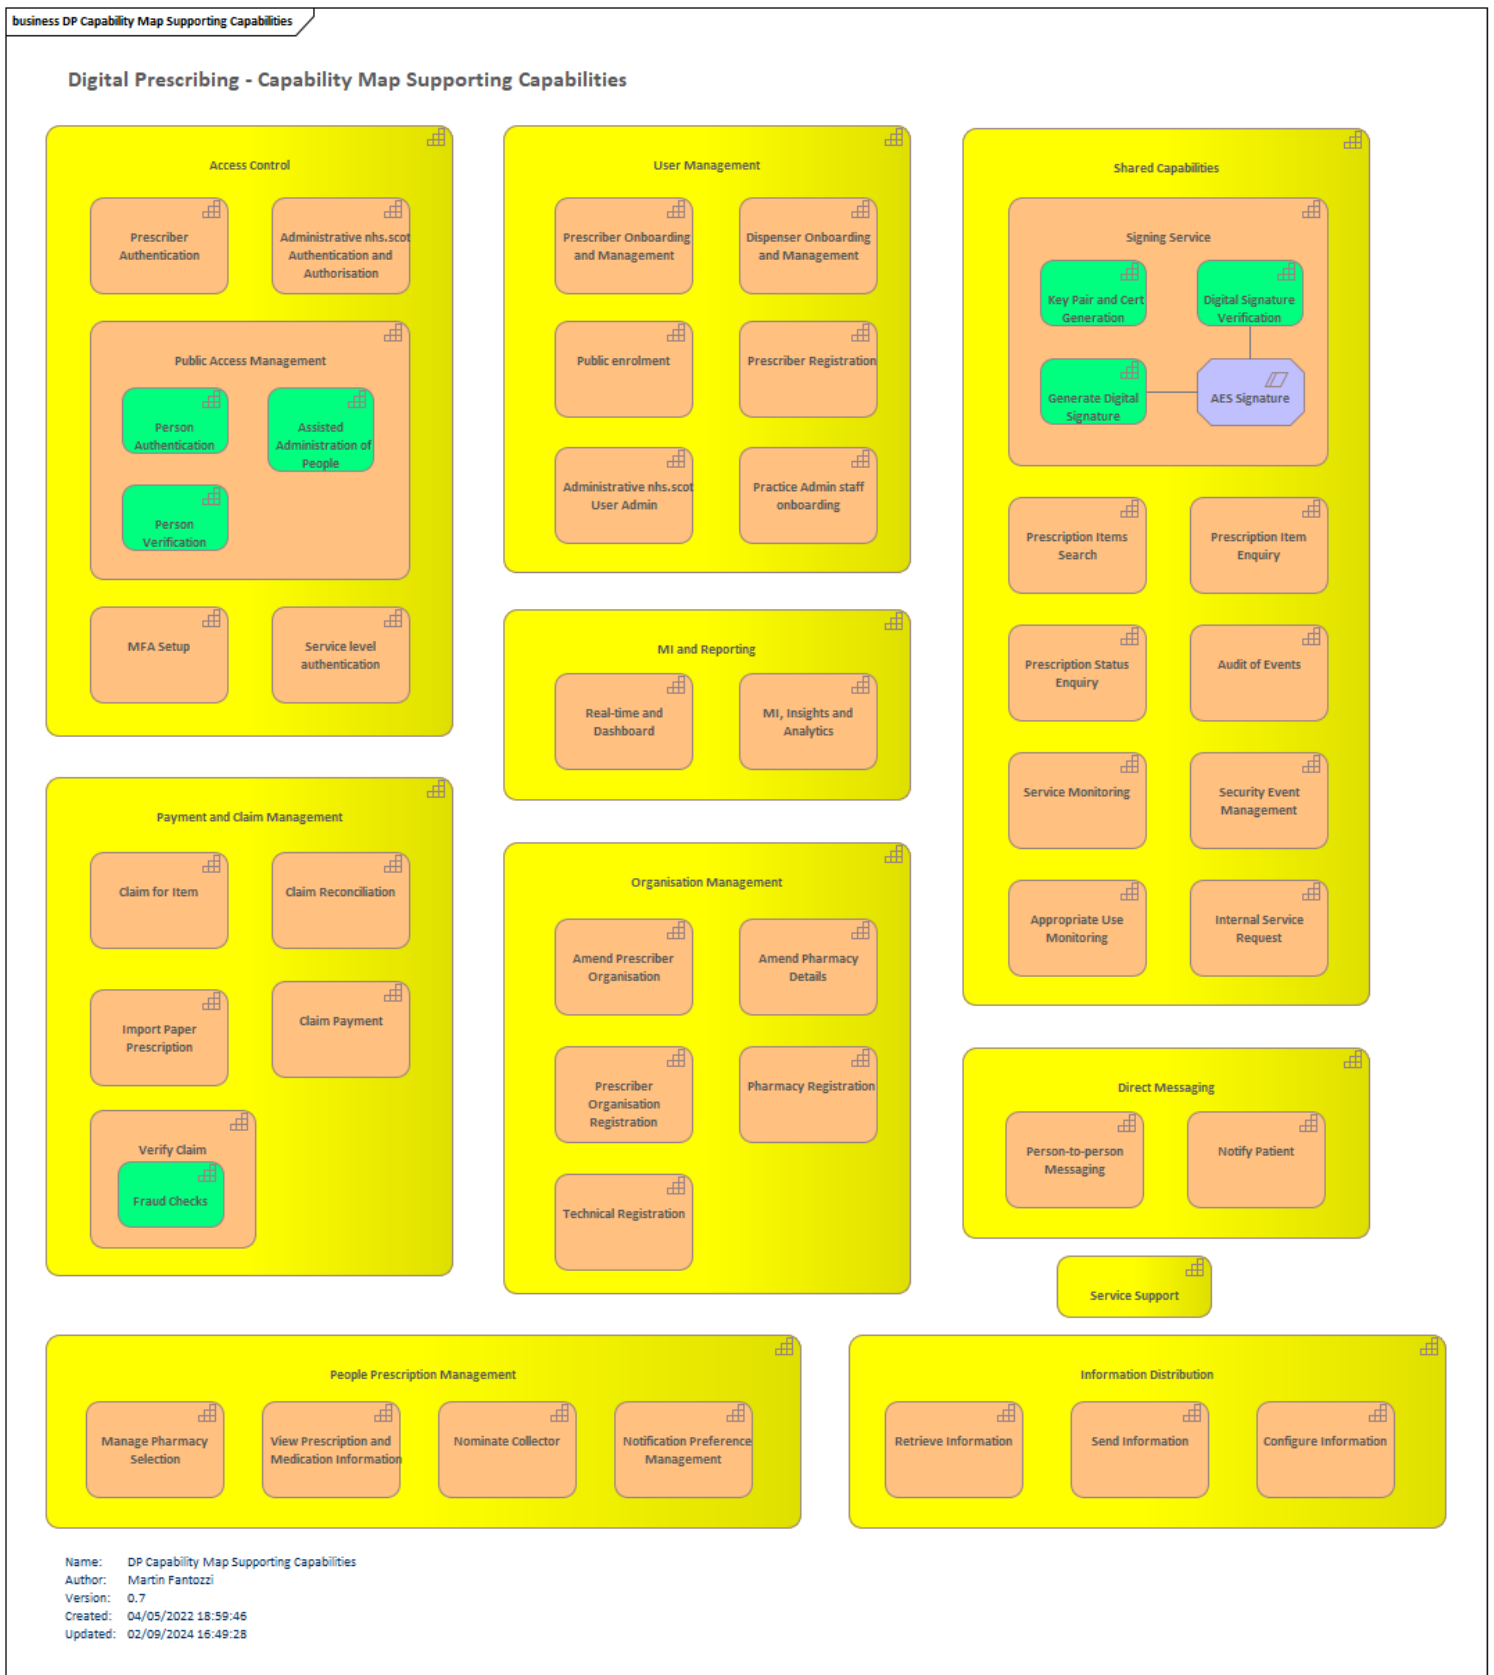 business DP Capability Map Supporting Capabilities
Digital Prescribing - Capability Map Supporting Capabilities
Access Control
Prescriber
Authentication
Administrative nhs.scot
Authentication and
Authorisation
Public Access Management
Person
Authentication
Assisted
Administration of
People
Person
Verification
MFA Setup
Service level
authentication
User Management
Prescriber Onboarding
and Management
Dispenser Onboarding
and Management
Public enrolment
Prescriber Registration
Administrative nhs.scot
User Admin
Practice Admin staff
onboarding
Shared Capabilities
Signing Service
Key Pair and Cert
Generation
Digital Signature
Verification
Generate Digital
Signature
AES Signature
Prescription Items
Search
Prescription Item
Enquiry
Prescription Status
Enquiry
Audit of Events
Service Monitoring
Security Event
Management
Appropriate Use
Monitoring
Internal Service
Request
MI and Reporting
Real-time and
Dashboard
MI, Insights and
Analytics
Payment and Claim Management
Claim for Item
Claim Reconciliation
Import Paper
Prescription
Claim Payment
Verify Claim
Fraud Checks
Organisation Management
Amend Prescriber
Organisation
Amend Pharmacy
Details
Prescriber
Organisation
Registration
Pharmacy Registration
Technical Registration
Direct Messaging
Person-to-person
Messaging
Notify Patient
Service Support
People Prescription Management
Manage Pharmacy
Selection
View Prescription and
Medication Information
Nominate Collector
Notification Preference
Management
Information Distribution
Retrieve Information
Send Information
Configure Information
Name: DP Capability Map Supporting Capabilities
Author: Martin Fantozzi
Version: 0.7
Created: 04/05/2022 18:59:46
Updated: 02/09/2024 16:49:28